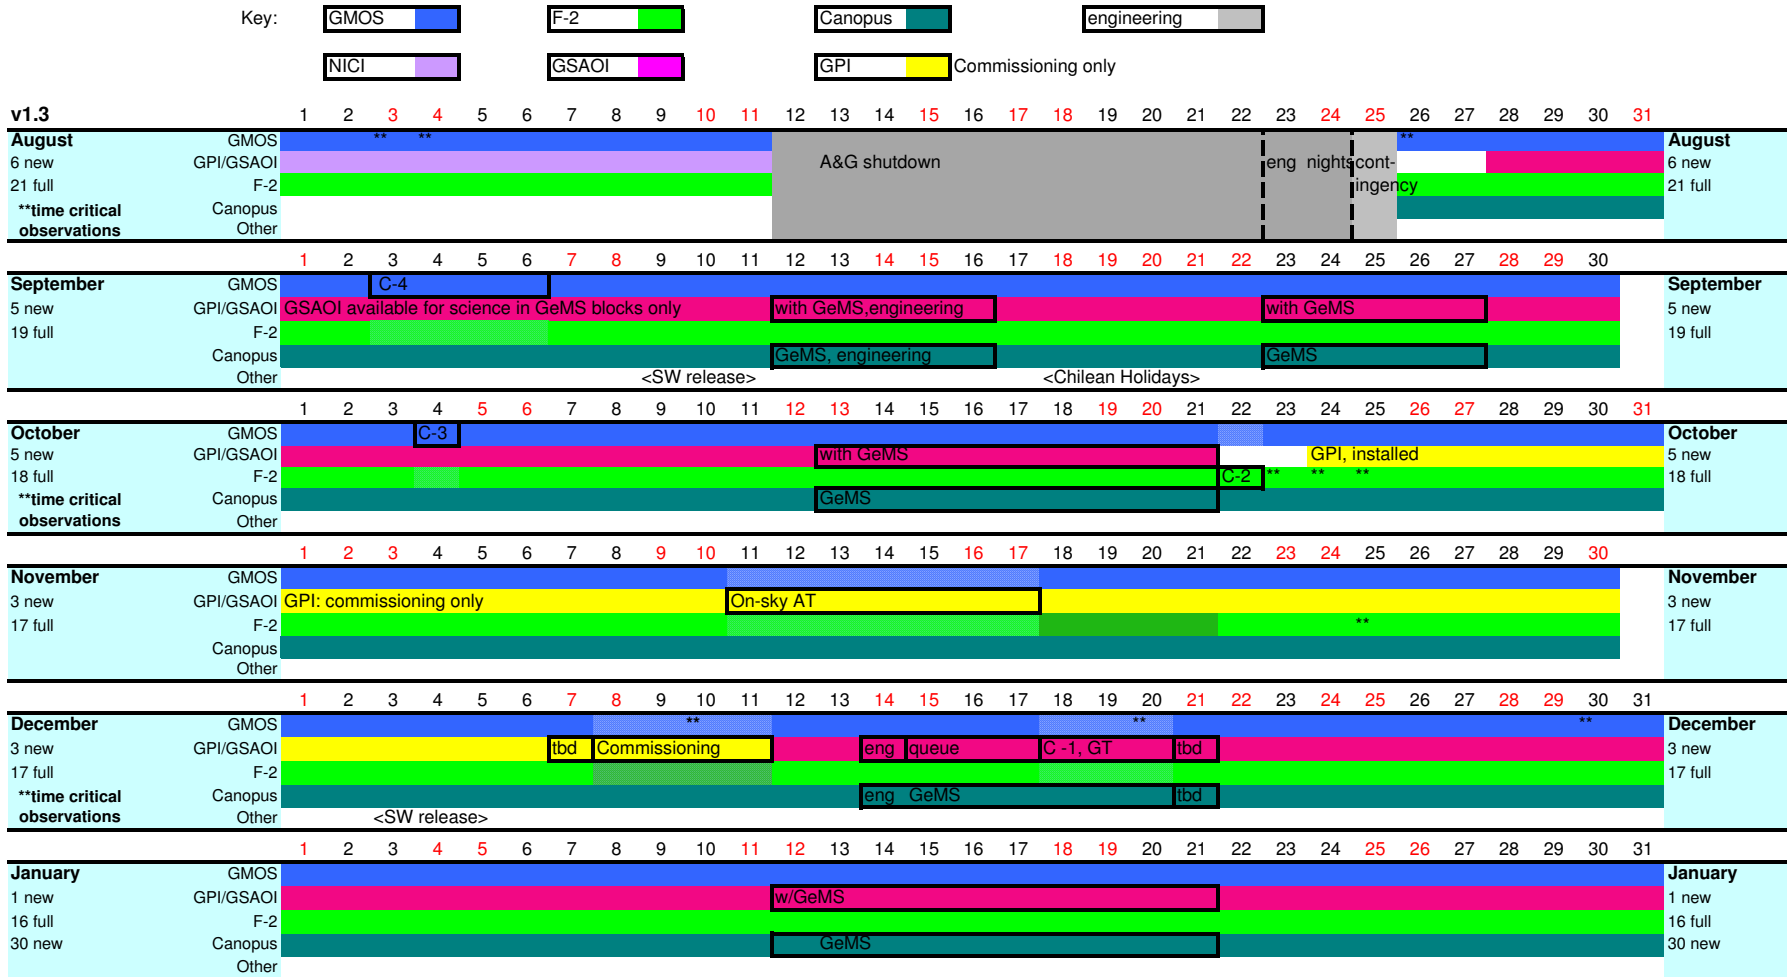 Key: GMOS F-2 Canopus engineering
NICI GSAOI GPI Commissioning only
v1.3 1 2 3 4 5 6 7 8 9 10 11 12 13 14 15 16 17 18 19 20 21 22 23 24 25 26 27 28 29 30 31
August GMOS ** ** ** August
6 new GPI/GSAOI A&G shutdown eng nights cont- 6 new
21 full F-2 ingency 21 full
**time critical Canopus
observations Other
1 2 3 4 5 6 7 8 9 10 11 12 13 14 15 16 17 18 19 20 21 22 23 24 25 26 27 28 29 30
September GMOS C-4 September
5 new GPI/GSAOI GSAOI available for science in GeMS blocks only with GeMS,engineering with GeMS 5 new
19 full F-2 19 full
Canopus GeMS, engineering GeMS
Other <SW release> <Chilean Holidays>
1 2 3 4 5 6 7 8 9 10 11 12 13 14 15 16 17 18 19 20 21 22 23 24 25 26 27 28 29 30 31
October GMOS C-3 October
5 new GPI/GSAOI with GeMS GPI, installed 5 new
18 full F-2 C-2 ** ** ** 18 full
**time critical Canopus GeMS
observations Other
1 2 3 4 5 6 7 8 9 10 11 12 13 14 15 16 17 18 19 20 21 22 23 24 25 26 27 28 29 30
November GMOS November
3 new GPI/GSAOI GPI: commissioning only On-sky AT 3 new
17 full F-2 ** 17 full
Canopus
Other
1 2 3 4 5 6 7 8 9 10 11 12 13 14 15 16 17 18 19 20 21 22 23 24 25 26 27 28 29 30 31
December GMOS ** ** ** December
3 new GPI/GSAOI tbd Commissioning eng queue C -1, GT tbd 3 new
17 full F-2 17 full
**time critical Canopus eng GeMS tbd
observations Other <SW release>
1 2 3 4 5 6 7 8 9 10 11 12 13 14 15 16 17 18 19 20 21 22 23 24 25 26 27 28 29 30 31
January GMOS January
1 new GPI/GSAOI w/GeMS 1 new
16 full F-2 16 full
30 new Canopus GeMS 30 new
Other